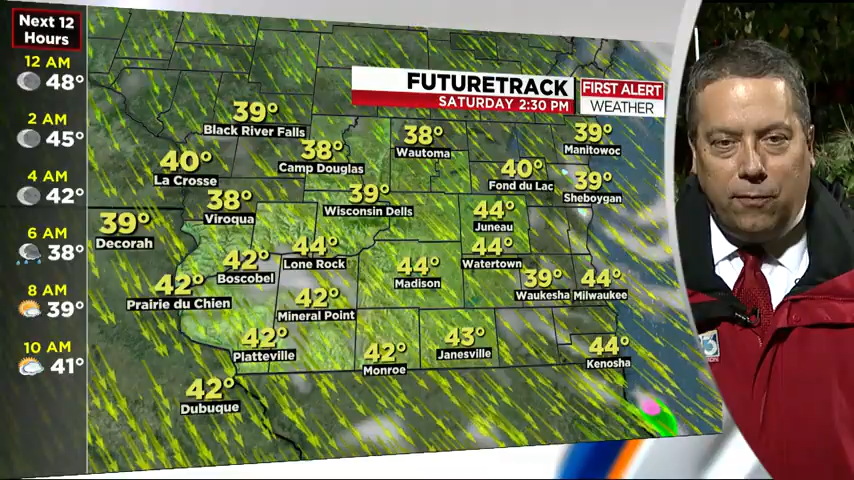 Next 12
Hours
12 AM
48°
2 AM
45°
4 AM
42°
6 AM
38°
8 AM
39°
10 AM
41°
FUTURETRACK
SATURDAY 2:30 PM
FIRST ALERT
WEATHER
39°
Black River Falls
38°
Wautoma
39°
Manitowoc
40°
La Crosse
38°
Camp Douglas
40°
Fond du Lac
39°
Sheboygan
38°
Viroqua
39°
Wisconsin Dells
44°
Juneau
39°
Decorah
44°
Lone Rock
44°
Watertown
42°
Boscobel
44°
Madison
39°
Waukesha
44°
Milwaukee
42°
Prairie du Chien
42°
Mineral Point
42°
Platteville
42°
Monroe
43°
Janesville
44°
Kenosha
42°
Dubuque